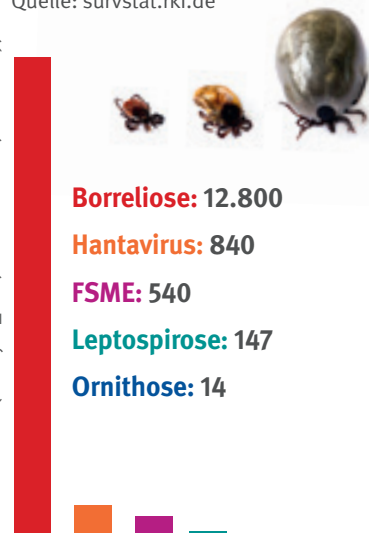 Quelle: survstat.rki.de
Borreliose: 12.800
Hantavirus: 840
FSME: 540
Leptospirose: 147
Ornithose: 14